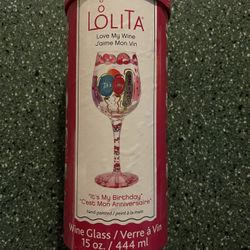 LOLITA
Love My Wine
J'aime Mon Vin
"It's My Birthday"
"C'est Mon Anniversaire"
hand painted / peint à la main
Wine Glass / Verre à Vin
15 oz. / 444 ml